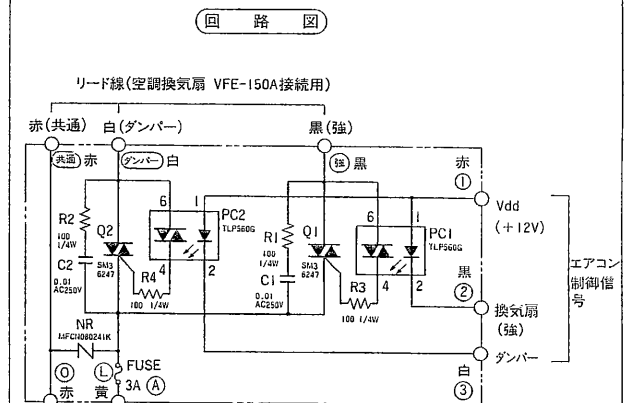 回路図
リード線(空調換気扇 VFE-150A接続用)
赤(共通) 白(ダンパー) 黒(強)
共通 赤 ダンパー 白 強 黒 赤
①
Vdd
(+12V)
R2
100
1/4W
Q2
6 1
PC2
TLP560G
R1
100
1/4W
Q1
6 1
PC1
TLP560G
C2
0.01
AC250V
SM3
6247
R4
100 1/4W
4 2
C1
0.01
AC250V
SM3
6247
R3
100 1/4W
4 2
黒
②
換気扇
(強)
エアコン
制御信
号
NR
MFCN080241K
ダンパー
白
③
O L FUSE
3A A
赤 黄